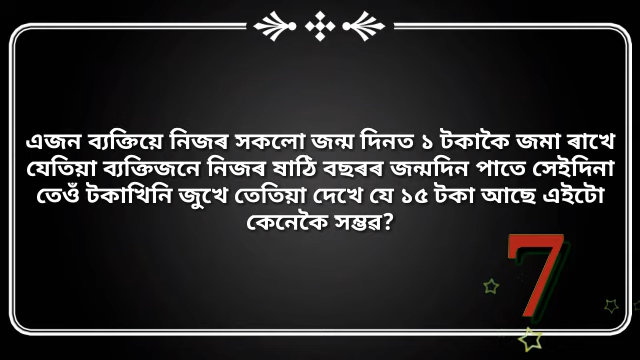 এজন ব্যক্তিয়ে নিজৰ সকলো জন্ম দিনত ১ টকাকৈ জমা ৰাখে
যেতিয়া ব্যক্তিজনে নিজৰ ষাঠি বছৰৰ জন্মদিন পাতে সেইদিনা
তেওঁ টকাখিনি জুখে তেতিয়া দেখে যে ১৫ টকা আছে এইটো
কেনেকৈ সম্ভৱ?
7